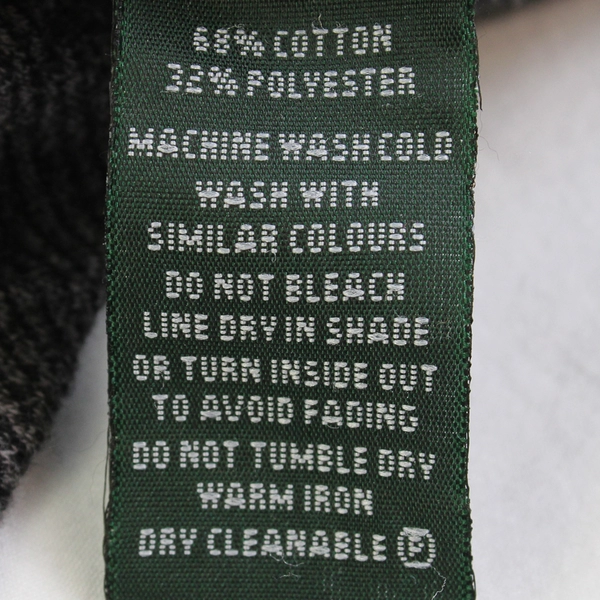 68% COTTON
32% POLYESTER
MACHINE WASH COLD
WASH WITH
SIMILAR COLOURS
DO NOT BLEACH
LINE DRY IN SHADE
OR TURN INSIDE OUT
TO AVOID FADING
DO NOT TUMBLE DRY
WARM IRON
DRY CLEANABLE Ⓟ